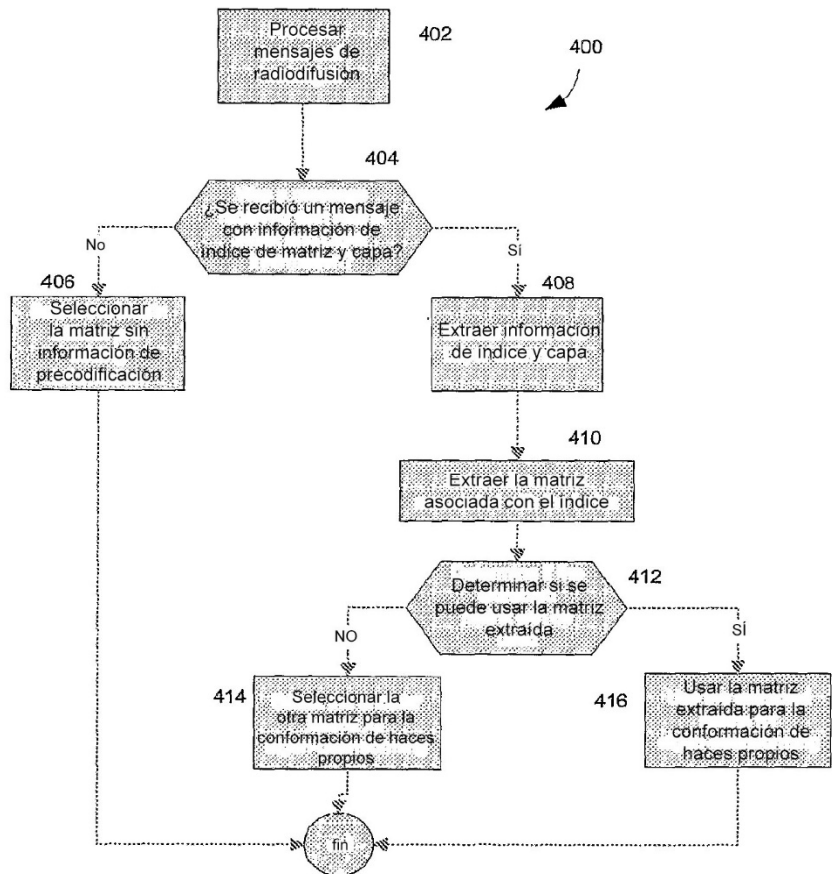 Procesar
mensajes de
radiodifusión
402
400
404
¿Se recibió un mensaje
con información de
índice de matriz y capa?
No
SÍ
406
Seleccionar
la matriz sin
información de
precodificación
408
Extraer información
de índice y capa
410
Extraer la matriz
asociada con el índice
412
Determinar si se
puede usar la matriz
extraída
NO
SÍ
414
Seleccionar la
otra matriz para la
conformación de haces
propios
416
Usar la matriz
extraída para la
conformación de
haces propios
fin